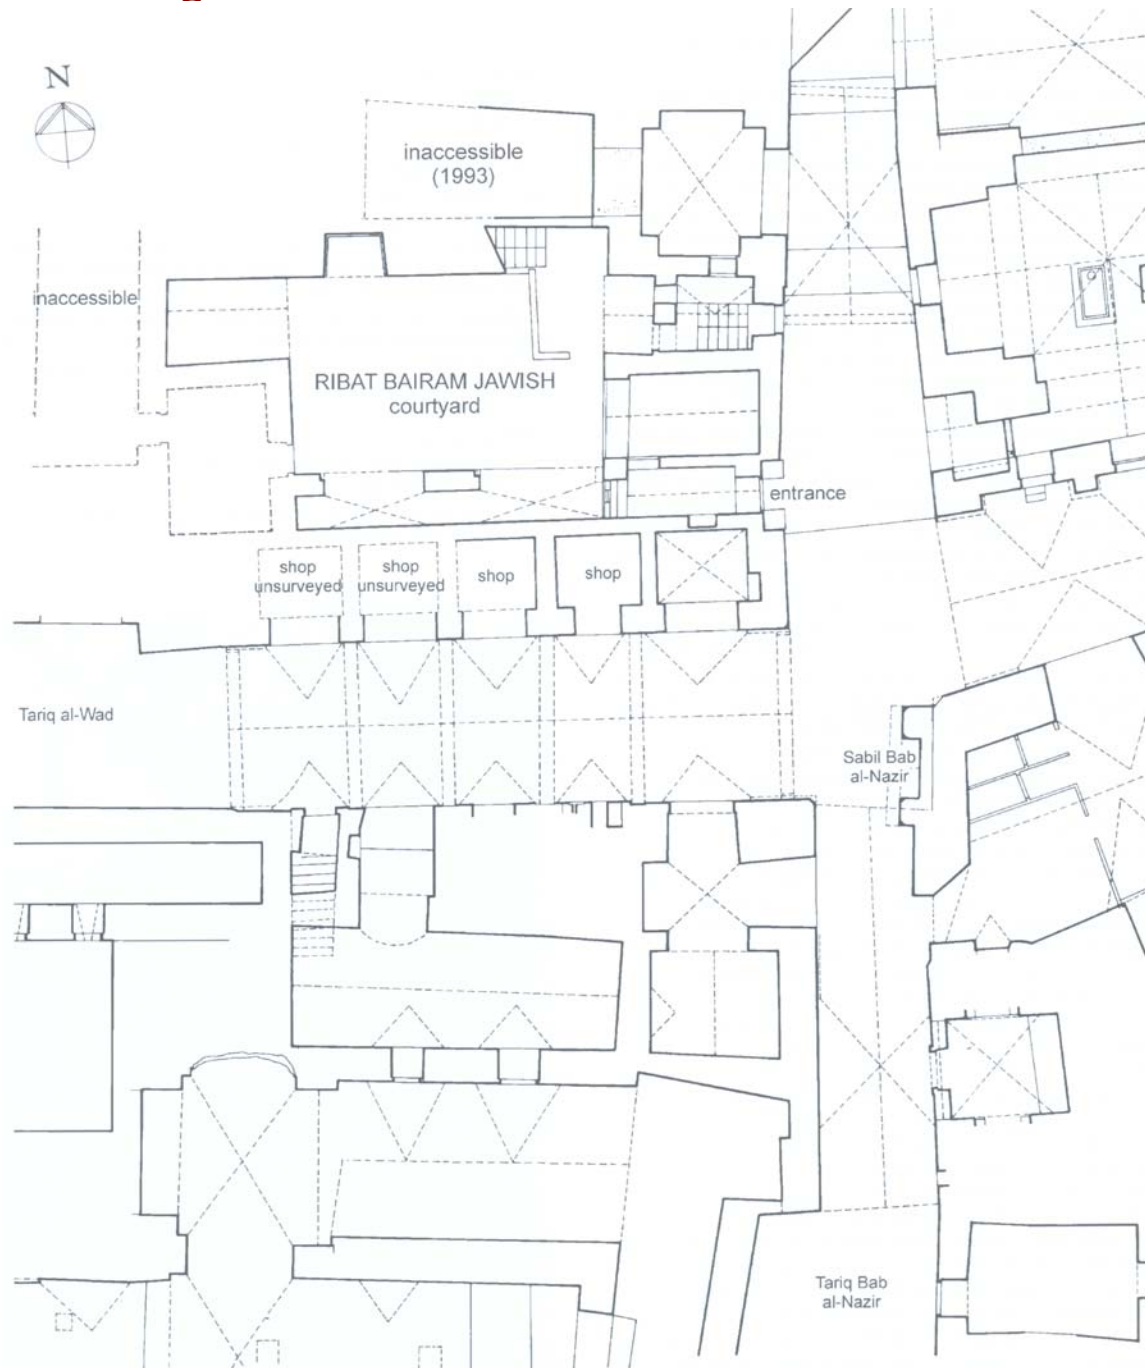 N
inaccessible
(1993)
inaccessible
RIBAT BAIRAM JAWISH
courtyard
entrance
shop
unsurveyed
shop
unsurveyed
shop
shop
Tariq al-Wad
Sabil Bab
al-Nazir
Tariq Bab
al-Nazir